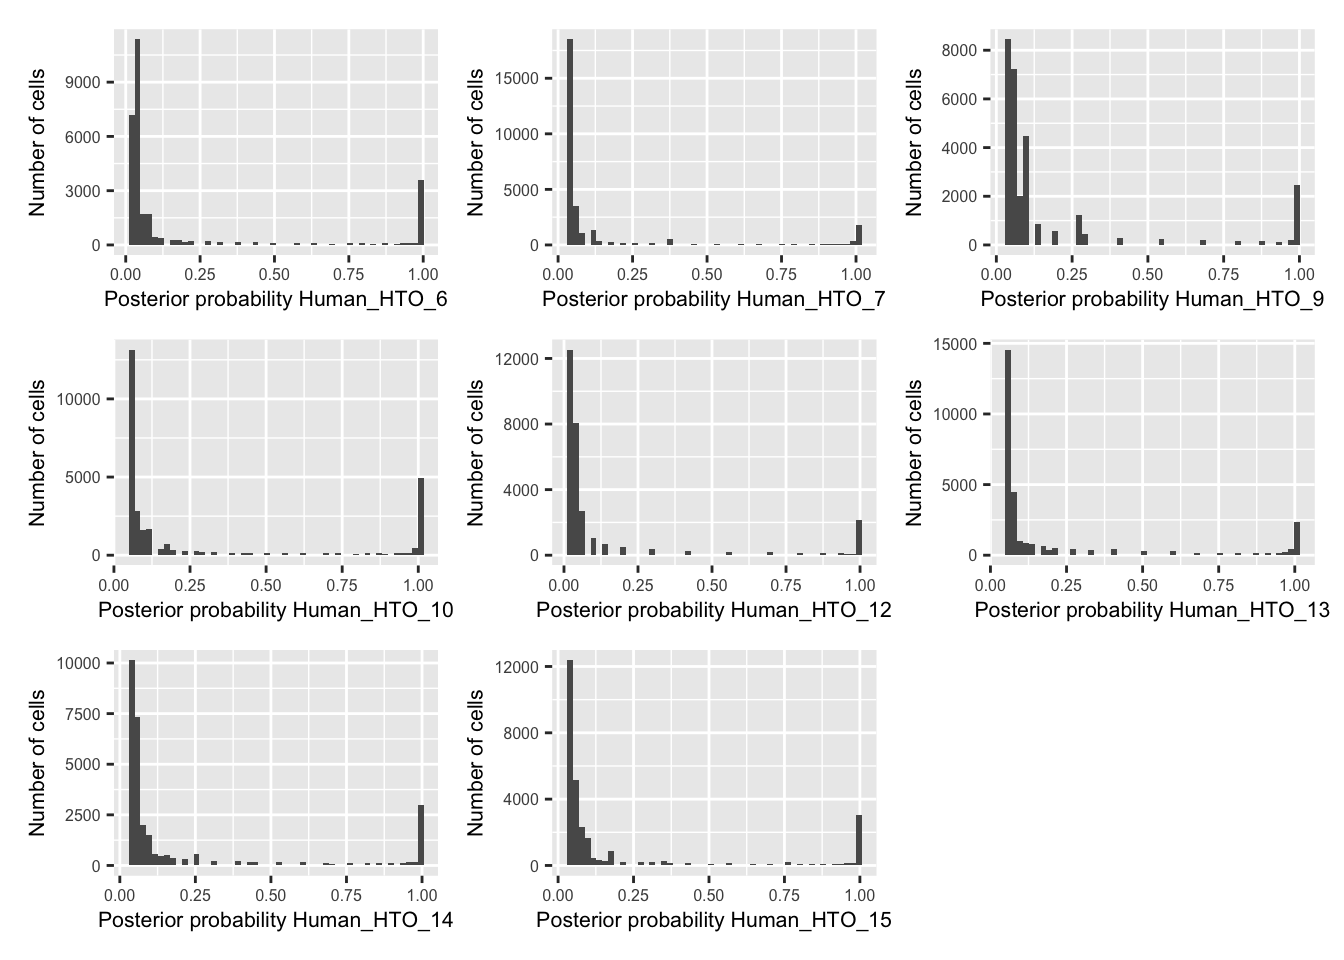 Number of cells
9000
6000
3000
0
0.00 0.25 0.50 0.75 1.00
Posterior probability Human_HTO_6
Number of cells
15000
10000
5000
0
0.00 0.25 0.50 0.75 1.00
Posterior probability Human_HTO_7
Number of cells
8000
6000
4000
2000
0
0.00 0.25 0.50 0.75 1.00
Posterior probability Human_HTO_9
Number of cells
10000
5000
0
0.00 0.25 0.50 0.75 1.00
Posterior probability Human_HTO_10
Number of cells
12000
8000
4000
0
0.00 0.25 0.50 0.75 1.00
Posterior probability Human_HTO_12
Number of cells
15000
10000
5000
0
0.00 0.25 0.50 0.75 1.00
Posterior probability Human_HTO_13
Number of cells
10000
7500
5000
2500
0
0.00 0.25 0.50 0.75 1.00
Posterior probability Human_HTO_14
Number of cells
12000
8000
4000
0
0.00 0.25 0.50 0.75 1.00
Posterior probability Human_HTO_15